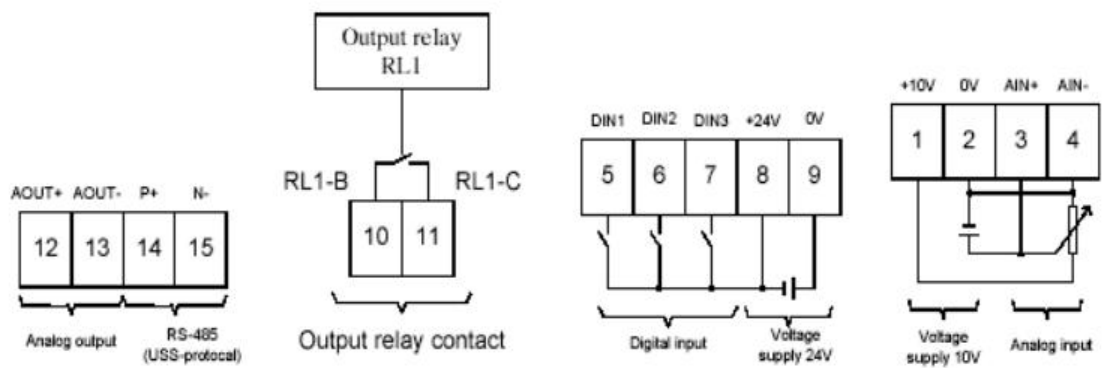 Output relay
RL1
RL1-B RL1-C
AOUT+ AOUT- P+ N-
12 13 14 15
Analog output
RS-485
(USS-protocal)
10 11
Output relay contact
DIN1 DIN2 DIN3 +24V 0V
5 6 7 8 9
Digital input
Voltage
supply 24V
+10V 0V AIN+ AIN-
1 2 3 4
Voltage
supply 10V
Analog input